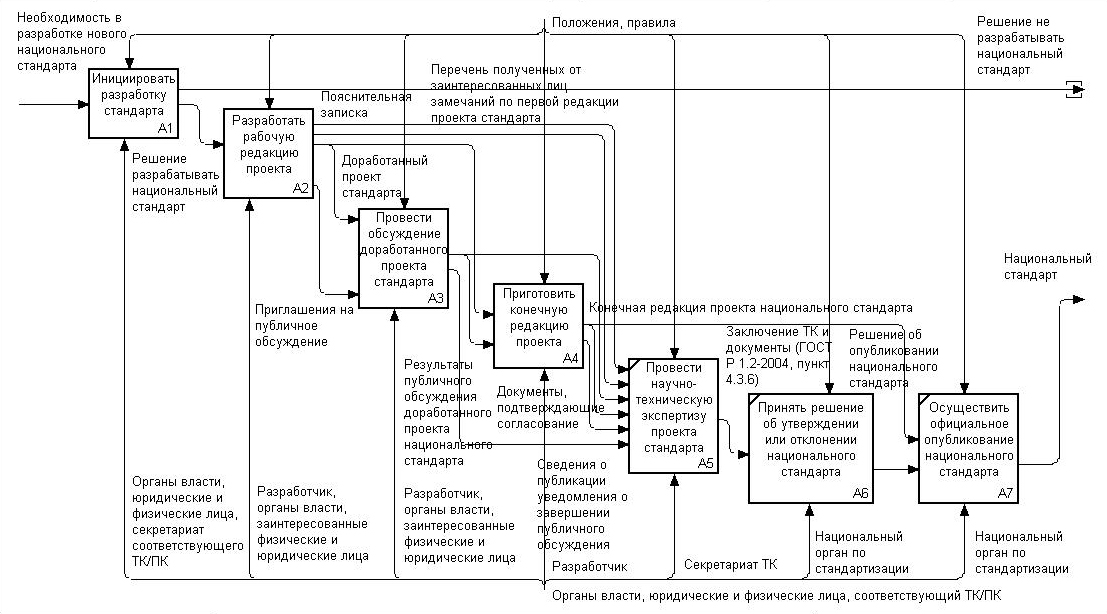 Необходимость в
разработке нового
национального
стандарта
Положения, правила
Решение не
разрабатывать
национальный
стандарт
Инициировать
разработку
стандарта
A1
Перечень полученных от
заинтересованных лиц
замечаний по первой редакции
проекта стандарта
Пояснительная
записка
Разработать
рабочую
редакцию
проекта
A2
Решение
разрабатывать
национальный
стандарт
Доработанный
проект
стандарта
Провести
обсуждение
доработанного
проекта
стандарта
A3
Национальный
стандарт
Приглашения на
публичное
обсуждение
Приготовить
конечную
редакцию
проекта
A4
Конечная редакция проекта национального стандарта
Заключение ТК и
документы (ГОСТ
Р 1.2-2004, пункт
4.3.6)
Решение об
опубликовании
национального
стандарта
Результаты
публичного
обсуждения
доработанного
проекта
национального
стандарта
Документы,
подтверждающие
согласование
Провести
научно-
техническую
экспертизу
проекта
стандарта
A5
Принять решение
об утверждении
или отклонении
национального
стандарта
A6
Осуществить
официальное
опубликование
национального
стандарта
A7
Сведения о
публикации
уведомления о
завершении
публичного
обсуждения
Органы власти,
юридические и
физические лица,
секретариат
соответствующего
ТК/ПК
Разработчик,
органы власти,
заинтересованные
физические и
юридические лица
Разработчик,
органы власти,
заинтересованные
физические и
юридические лица
Разработчик
Секретариат ТК
Национальный
орган по
стандартизации
Национальный
орган по
стандартизации
Органы власти, юридические и физические лица, соответствующий ТК/ПК